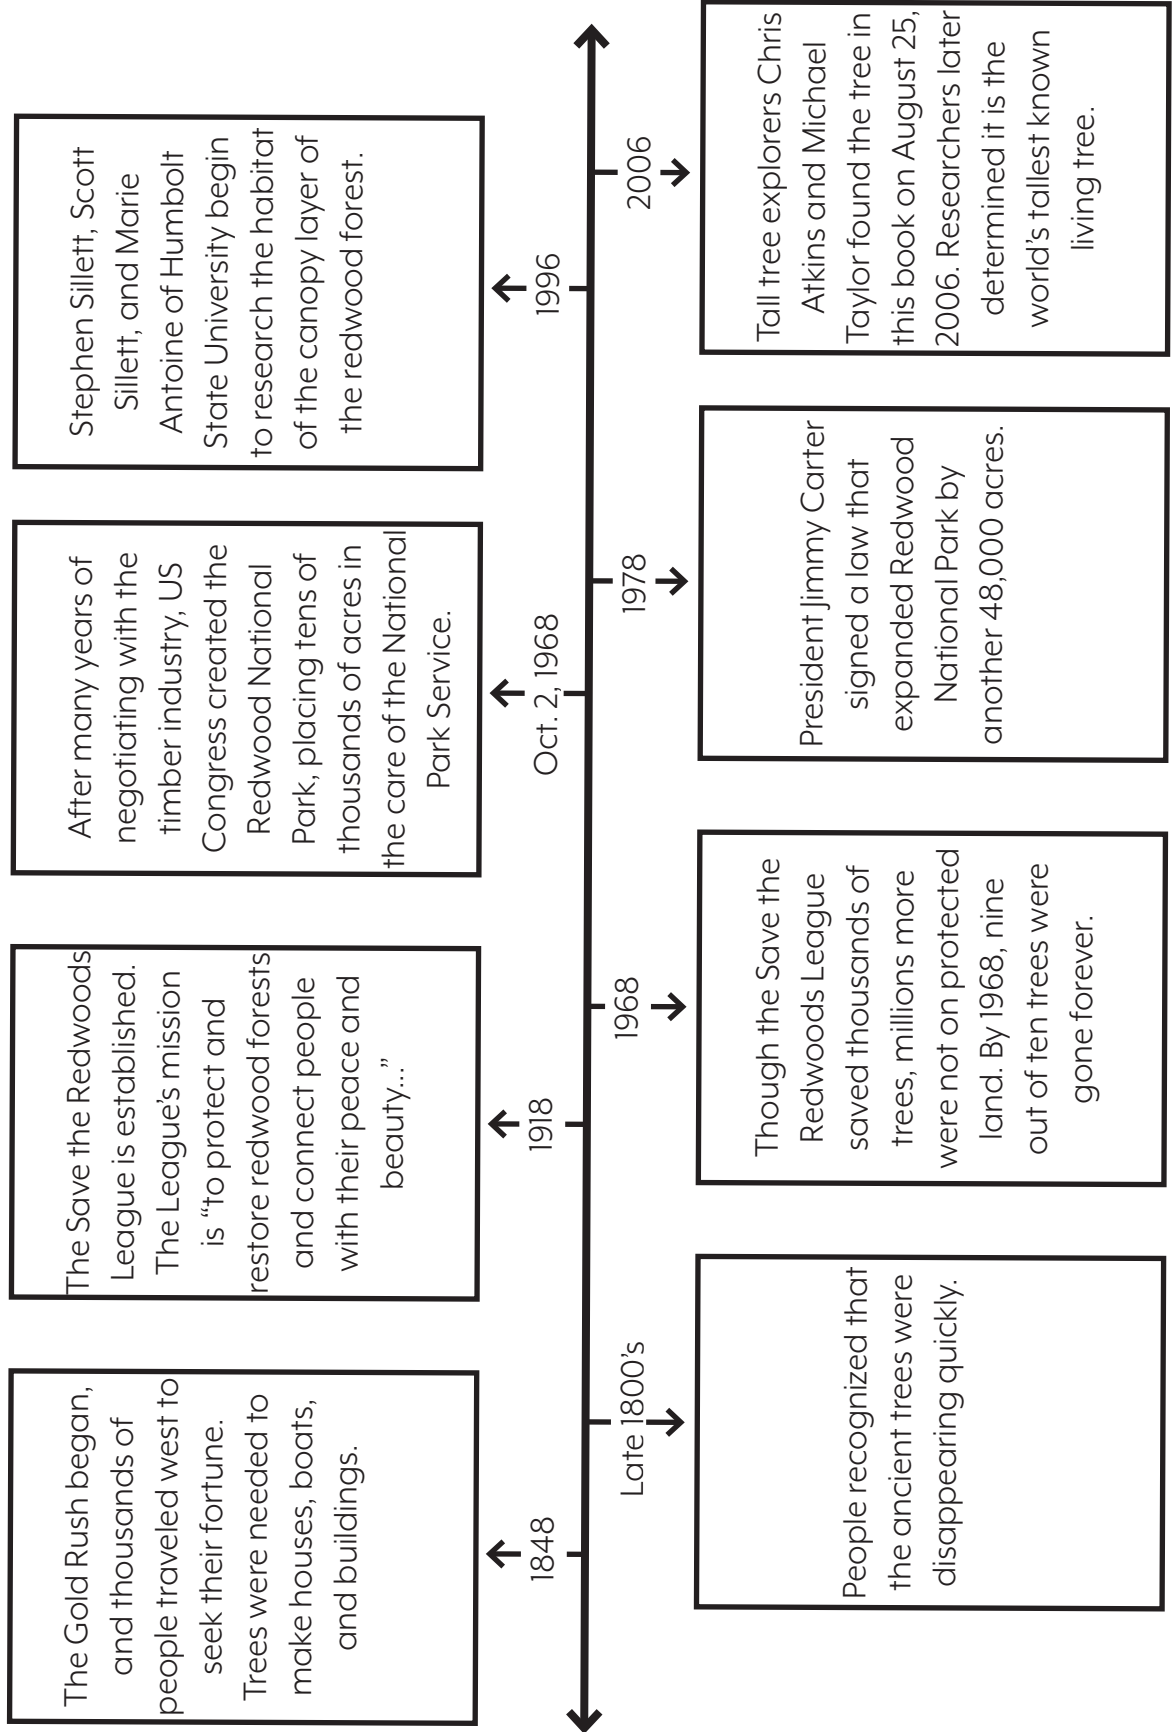 The Gold Rush began,
and thousands of
people traveled west to
seek their fortune.
Trees were needed to
make houses, boats,
and buildings.
1848
Late 1800's
People recognized that
the ancient trees were
disappearing quickly.
The Save the Redwoods
League is established.
The League's mission
is “to protect and
restore redwood forests
and connect people
with their peace and
beauty...”
1918
1968
Though the Save the
Redwoods League
saved thousands of
trees, millions more
were not on protected
land. By 1968, nine
out of ten trees were
gone forever.
After many years of
negotiating with the
timber industry, US
Congress created the
Redwood National
Park, placing tens of
thousands of acres in
the care of the National
Park Service.
Oct. 2, 1968
1978
President Jimmy Carter
signed a law that
expanded Redwood
National Park by
another 48,000 acres.
Stephen Sillett, Scott
Sillett, and Marie
Antoine of Humbolt
State University begin
to research the habitat
of the canopy layer of
the redwood forest.
1996
2006
Tall tree explorers Chris
Atkins and Michael
Taylor found the tree in
this book on August 25,
2006. Researchers later
determined it is the
world's tallest known
living tree.